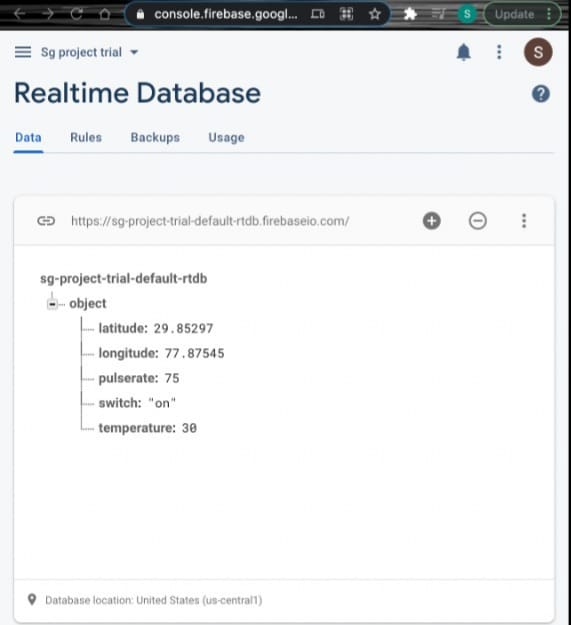 console.firebase.googl...
S
Update
Sg project trial
S
Realtime Database
?
Data Rules Backups Usage
https://sg-project-trial-default-rtdb.firebaseio.com/
sg-project-trial-default-rtdb
object
latitude: 29.85297
longitude: 77.87545
pulserate: 75
switch: "on"
temperature: 30
Database location: United States (us-central1)